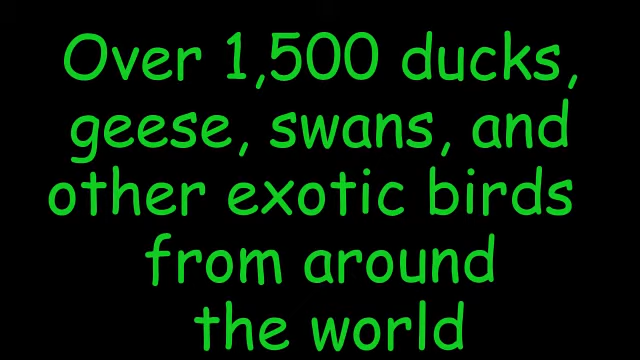 Over 1,500 ducks,
geese, swans, and
other exotic birds
from around
the world